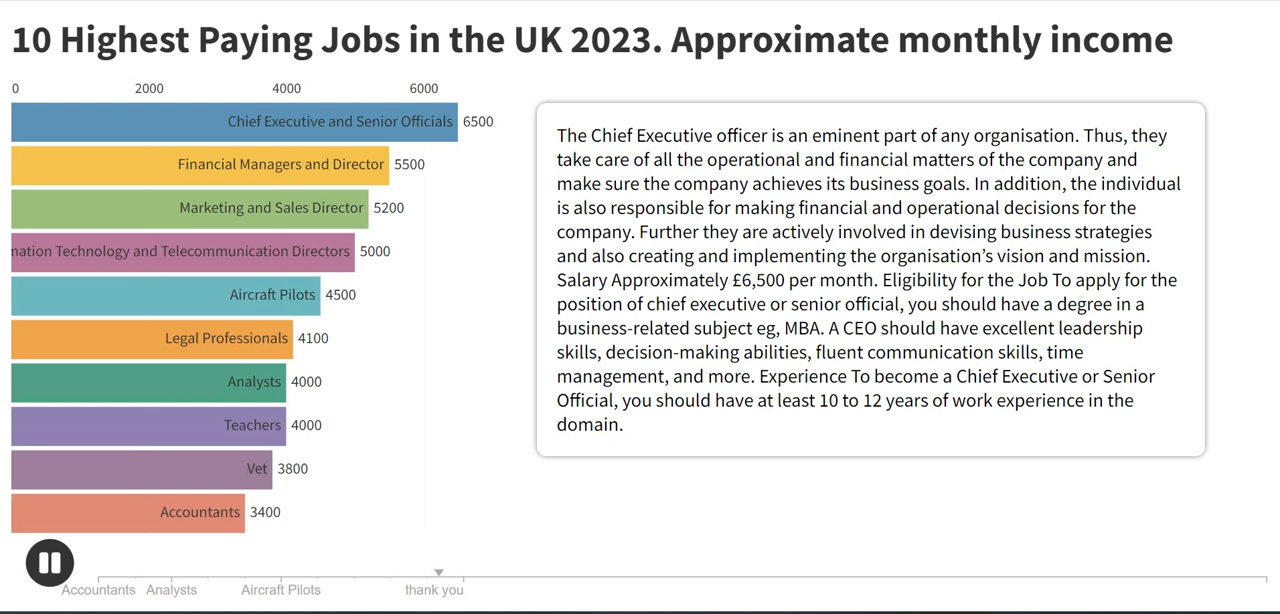 10 Highest Paying Jobs in the UK 2023. Approximate monthly income
0 2000 4000 6000
Chief Executive and Senior Officials 6500
Financial Managers and Director 5500
Marketing and Sales Director 5200
Technology and Telecommunication Directors 5000
Aircraft Pilots 4500
Legal Professionals 4100
Analysts 4000
Teachers 4000
Vet 3800
Accountants 3400
The Chief Executive officer is an eminent part of any organisation. Thus, they
take care of all the operational and financial matters of the company and
make sure the company achieves its business goals. In addition, the individual
is also responsible for making financial and operational decisions for the
company. Further they are actively involved in devising business strategies
and also creating and implementing the organisation's vision and mission.
Salary Approximately £6,500 per month. Eligibility for the Job To apply for the
position of chief executive or senior official, you should have a degree in a
business-related subject eg, MBA. A CEO should have excellent leadership
skills, decision-making abilities, fluent communication skills, time
management, and more. Experience To become a Chief Executive or Senior
Official, you should have at least 10 to 12 years of work experience in the
domain.
Accountants Analysts Aircraft Pilots thank you